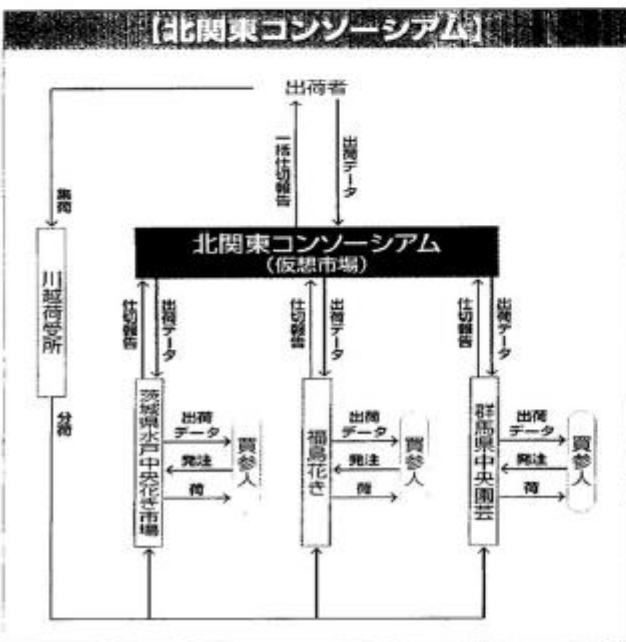 【北関東コンソーシアム】
出荷者
一括仕切報告
出荷データ
集荷
北関東コンソーシアム
(仮想市場)
川越荷受所
仕切報告
出荷データ
仕切報告
出荷データ
仕切報告
出荷データ
分荷
茨城県水戸中央花き市場
出荷
データ
発注
荷
買参人
福島花き
出荷
データ
発注
荷
買参人
群馬県中央園芸
出荷
データ
発注
荷
買参人